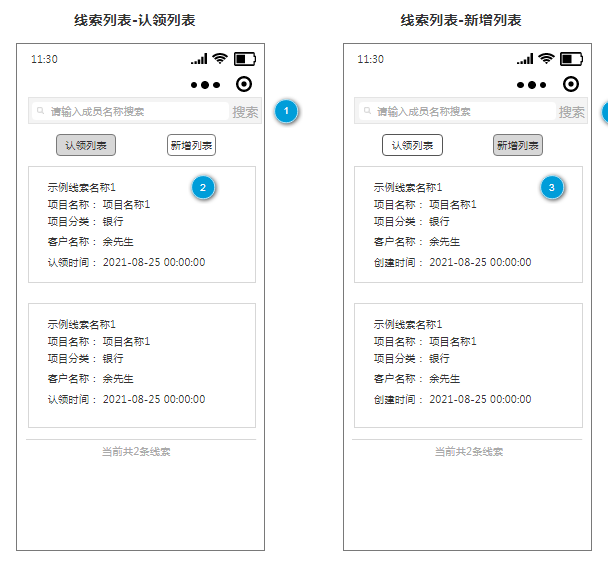 线索列表-认领列表
11:30
请输入成员名称搜索
搜索
1
认领列表
新增列表
示例线索名称1
2
项目名称： 项目名称1
项目分类： 银行
客户名称： 余先生
认领时间： 2021-08-25 00:00:00
示例线索名称1
项目名称： 项目名称1
项目分类： 银行
客户名称： 余先生
认领时间： 2021-08-25 00:00:00
当前共2条线索
线索列表-新增列表
11:30
请输入成员名称搜索
搜索
认领列表
新增列表
示例线索名称1
3
项目名称： 项目名称1
项目分类： 银行
客户名称： 余先生
创建时间： 2021-08-25 00:00:00
示例线索名称1
项目名称： 项目名称1
项目分类： 银行
客户名称： 余先生
创建时间： 2021-08-25 00:00:00
当前共2条线索